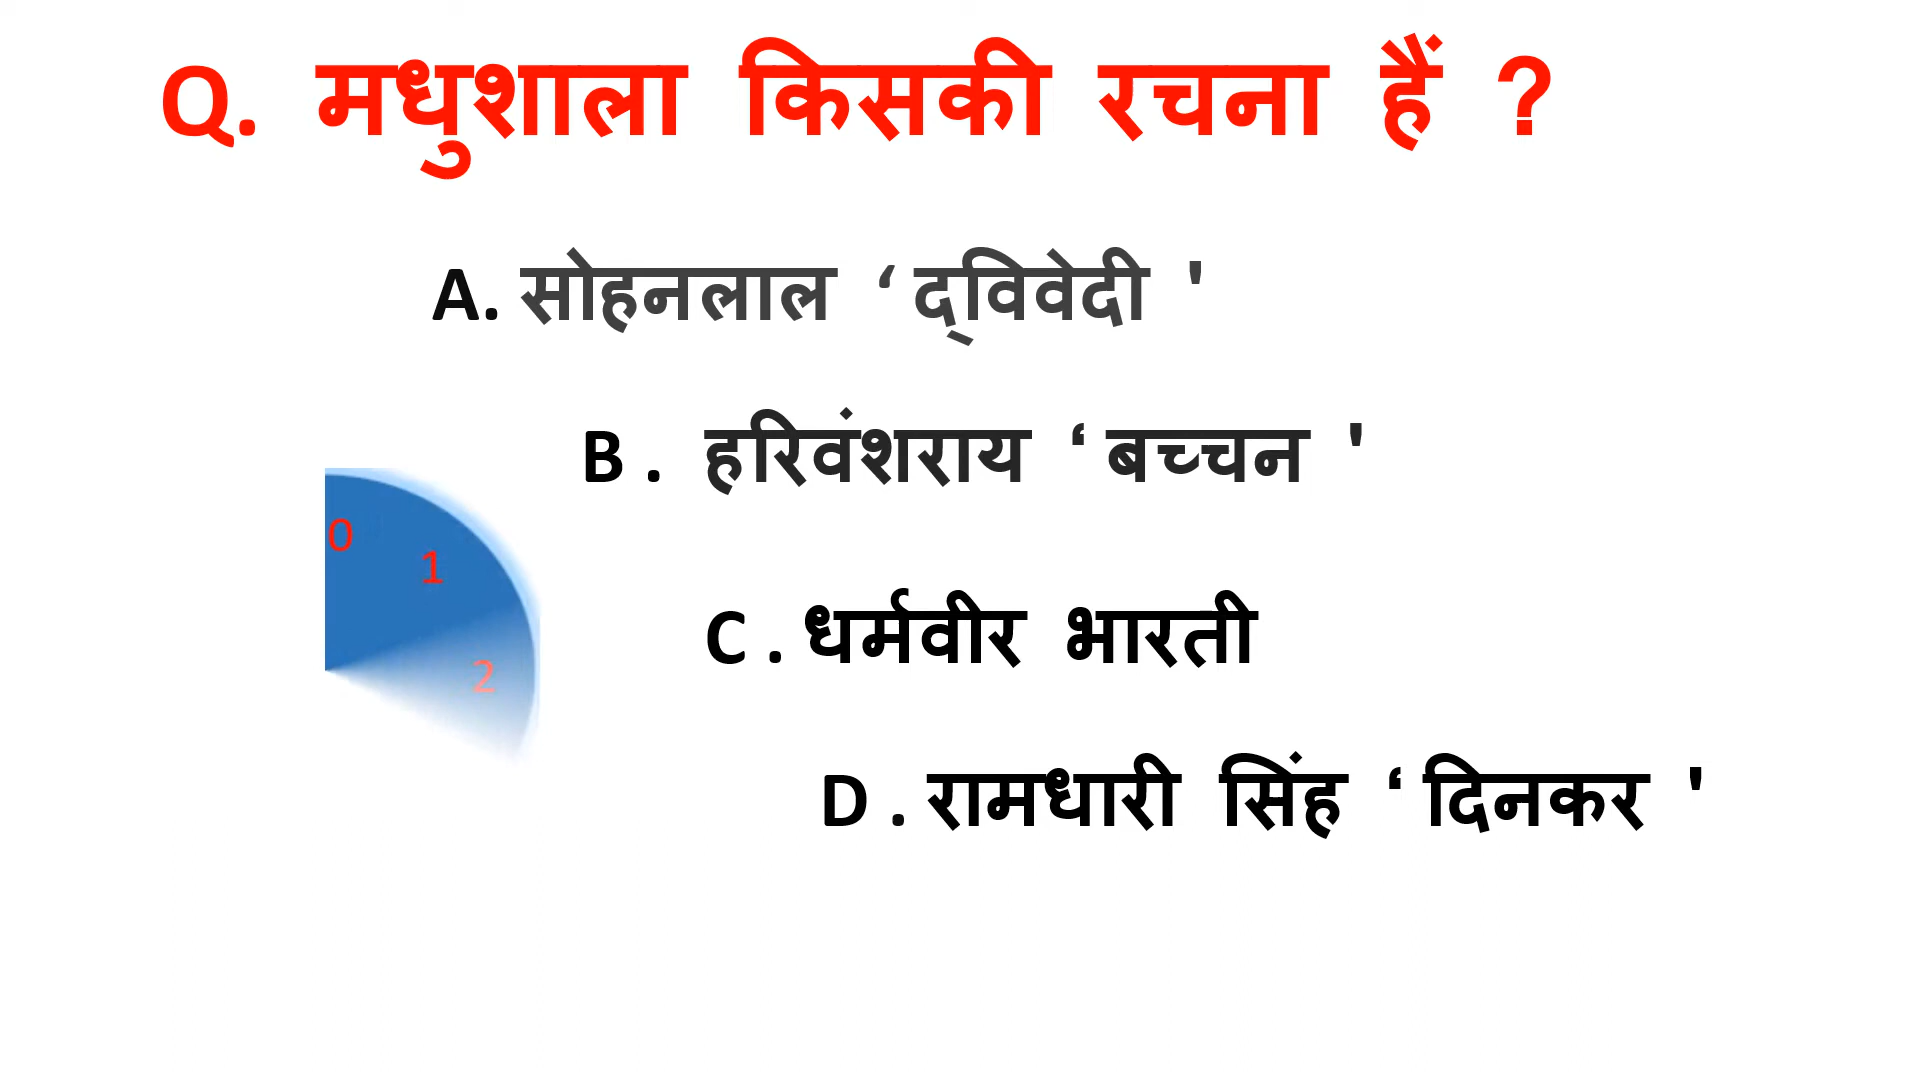 Q. मधुशाला किसकी रचना हैं ?
A. सोहनलाल ‘ द्विवेदी '
B . हरिवंशराय ‘ बच्चन '
0
1
C . धर्मवीर भारती
2
D . रामधारी सिंह ‘ दिनकर '